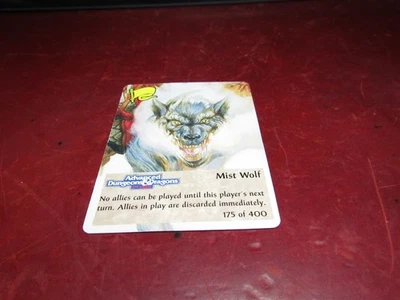 Mist Wolf
Advanced
Dungeons & Dragons
No allies can be played until this player's next
turn. Allies in play are discarded immediately.
175 of 400